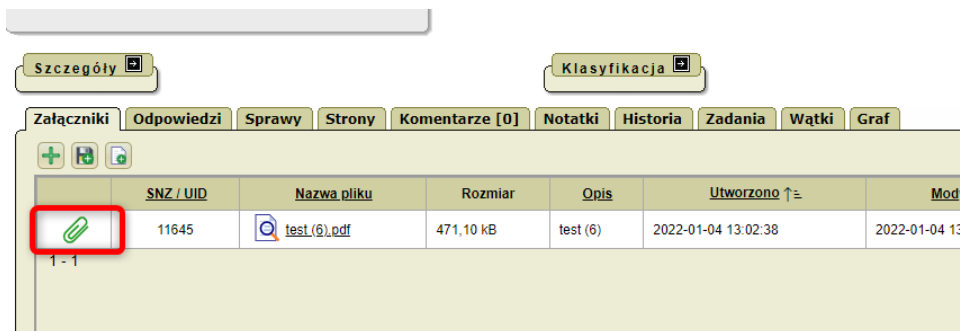 Szczegóły Klasyfikacja
Załączniki Odpowiedzi Sprawy Strony Komentarze [0] Notatki Historia Zadania Wątki Graf
SNZ / UID Nazwa pliku Rozmiar Opis Utworzono
11645 test (6).pdf 471,10 kB test (6) 2022-01-04 13:02:38 2022-01-04
1 - 1